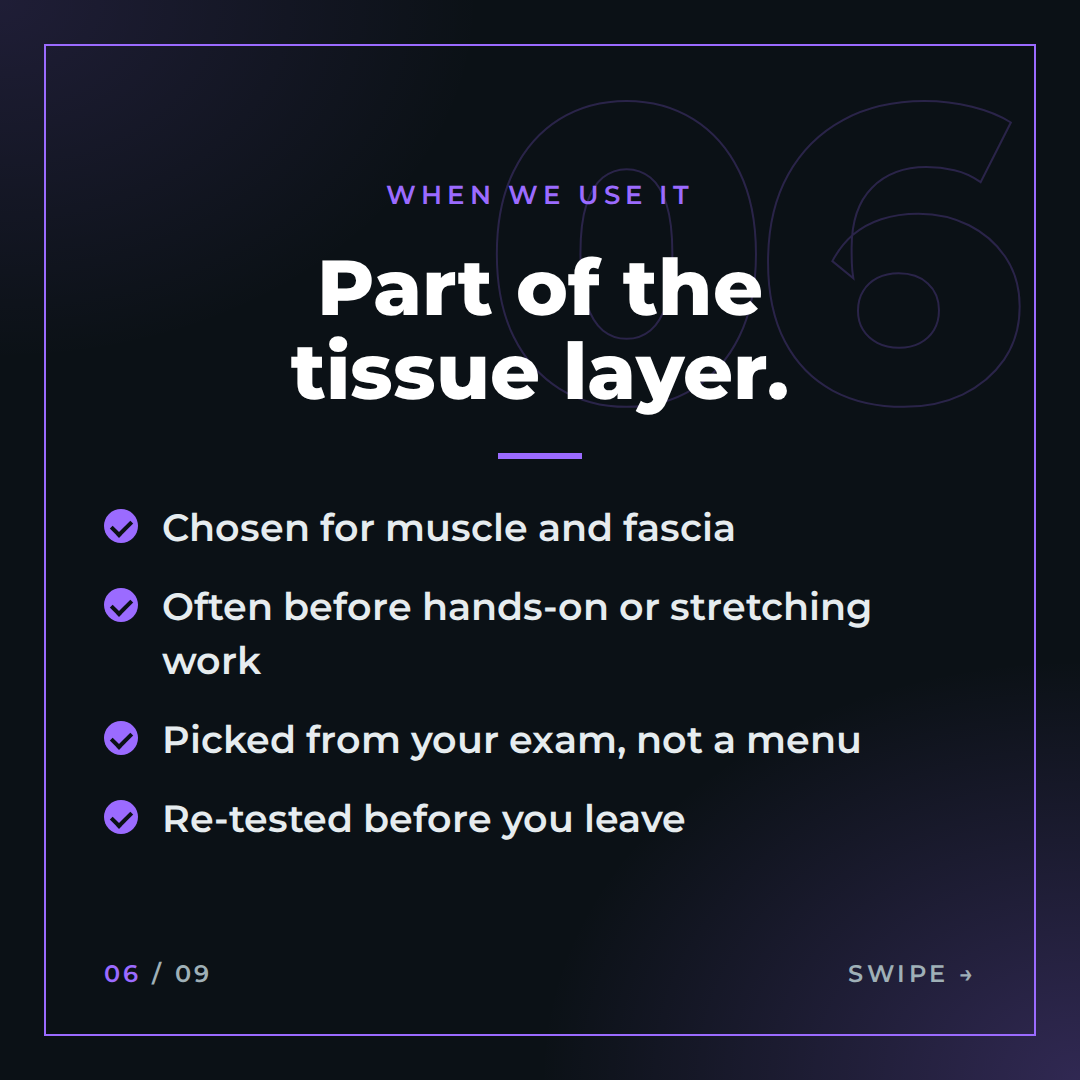 06
WHEN WE USE IT
Part of the
tissue layer.
Chosen for muscle and fascia
Often before hands-on or stretching
work
Picked from your exam, not a menu
Re-tested before you leave
06 / 09
SWIPE →